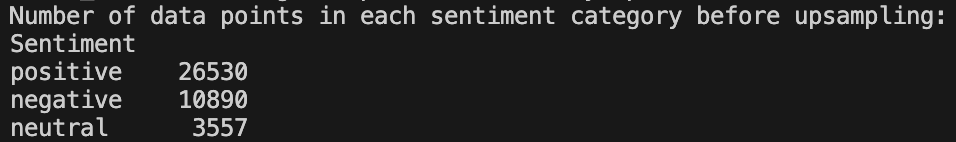 Number of data points in each sentiment category before upsampling:
Sentiment
positive    26530
negative    10890
neutral      3557